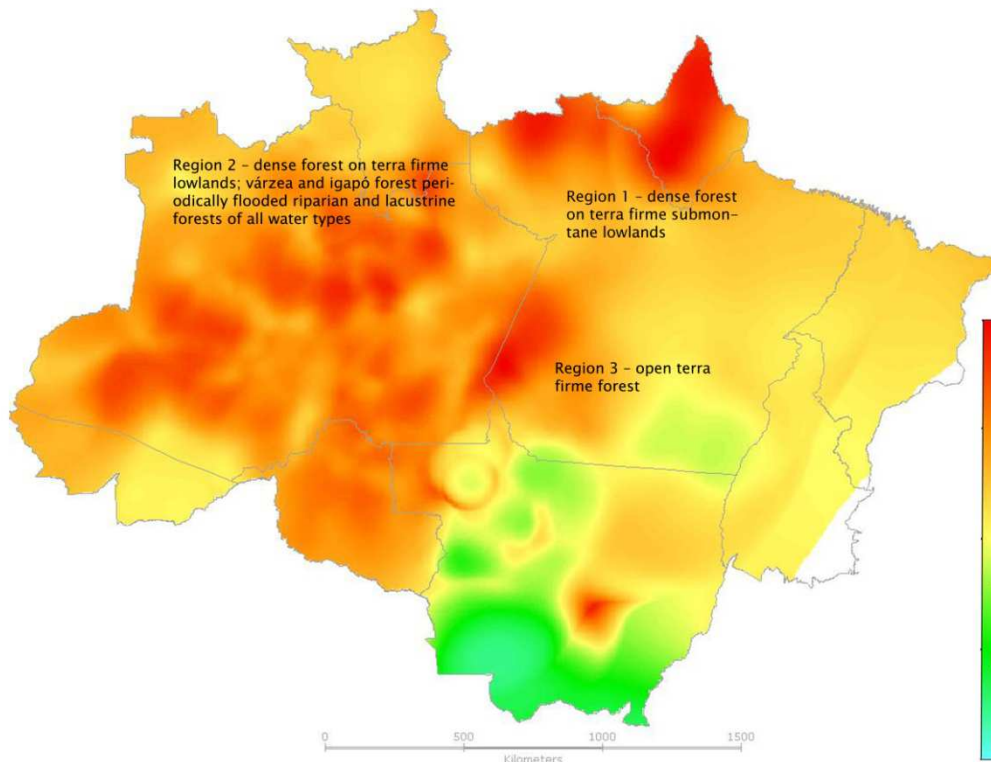 Region 2 – dense forest on terra firme
lowlands; várzea and igapó forest peri-
odically flooded riparian and lacustrine
forests of all water types
Region 1 – dense forest
on terra firme submon-
tane lowlands
Region 3 – open terra
firme forest
0 500 1000 1500
Kilometers